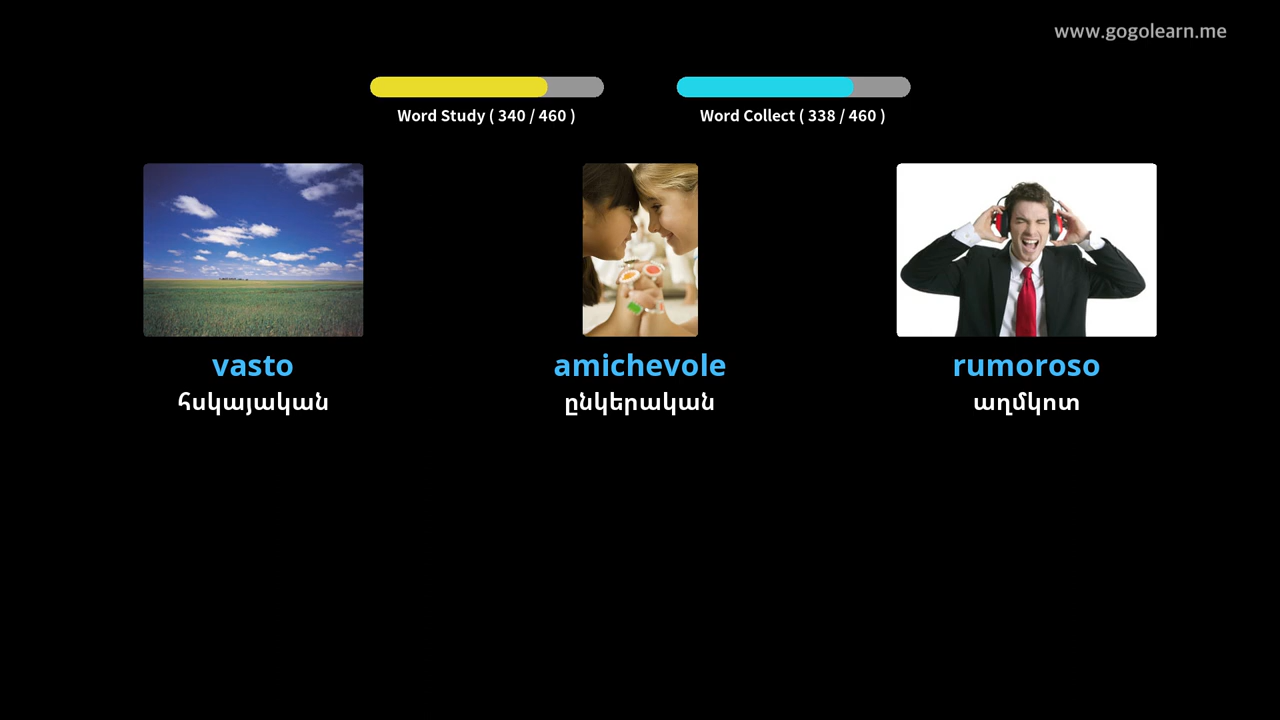 www.gogolearn.me
Word Study ( 340 / 460 )
Word Collect ( 338 / 460 )
vasto
հսկայական
amichevole
ընկերական
rumoroso
աղմկոտ